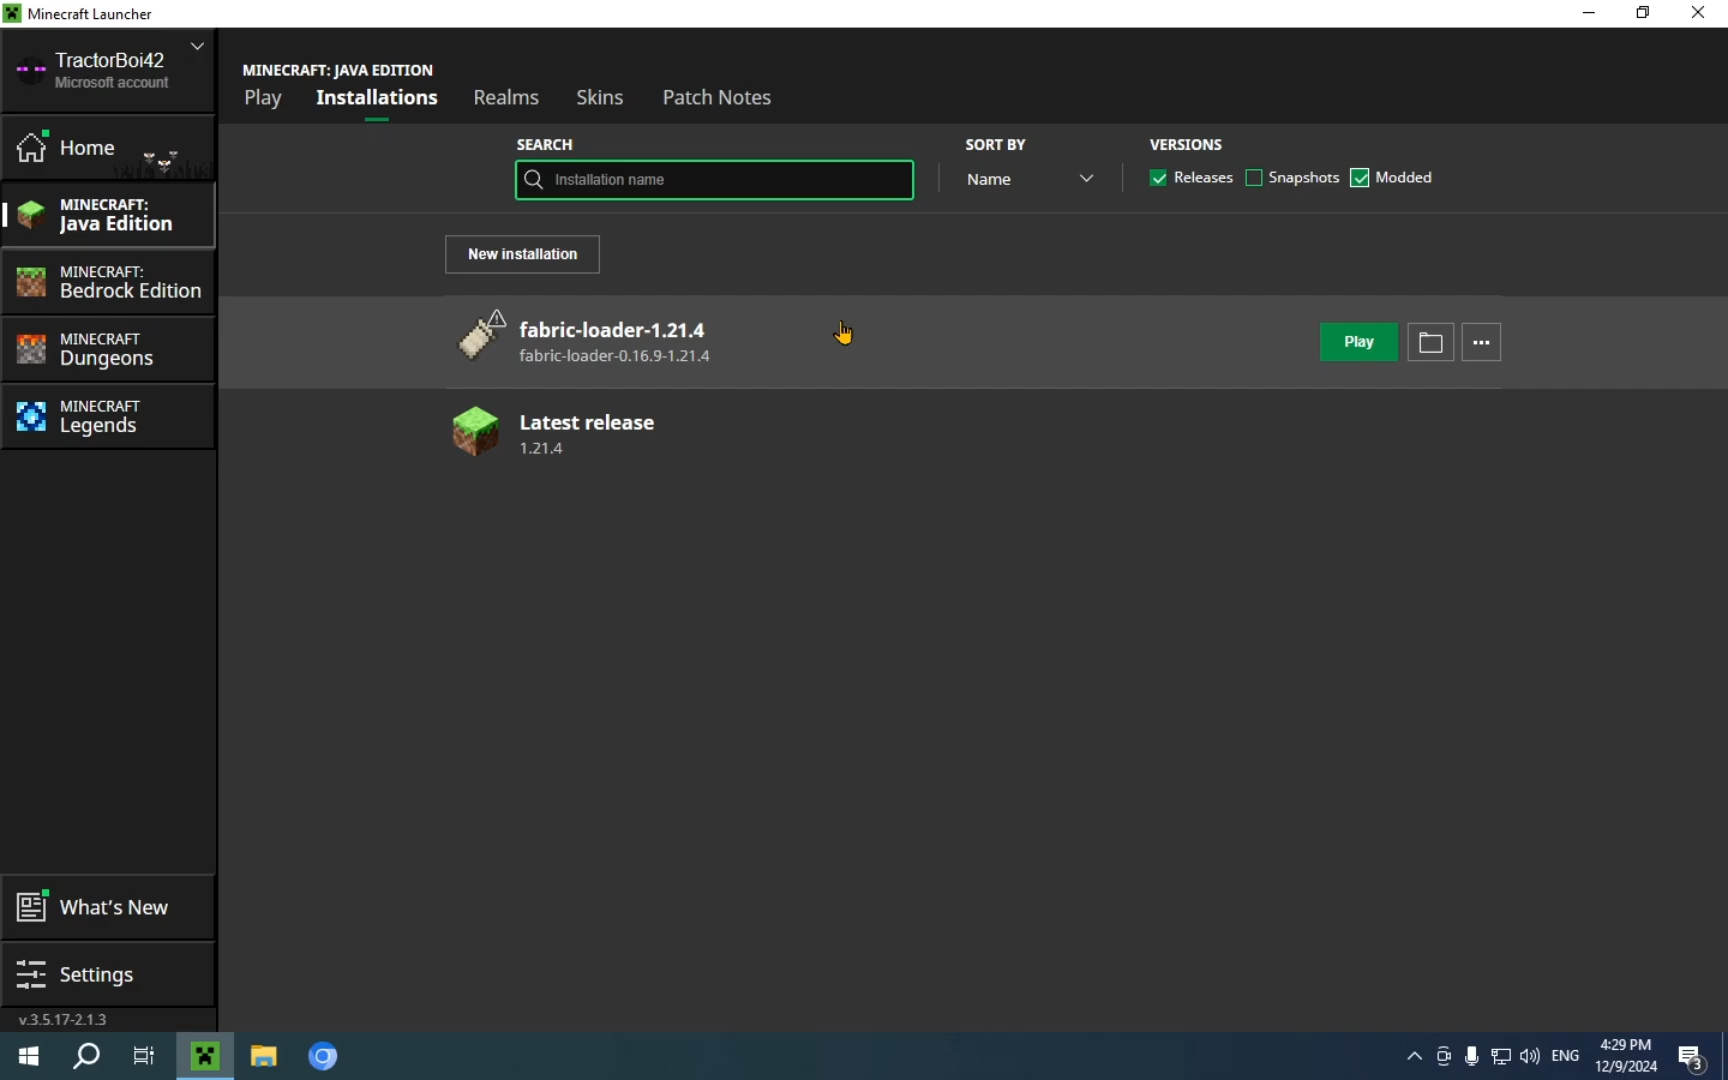 Minecraft Launcher
TractorBoi42
Microsoft account
Home
MINECRAFT:
Java Edition
MINECRAFT:
Bedrock Edition
MINECRAFT
Dungeons
MINECRAFT
Legends
What's New
Settings
v.3.5.17-2.1.3
MINECRAFT: JAVA EDITION
Play Installations Realms Skins Patch Notes
SEARCH SORT BY VERSIONS
Installation name Name Releases Snapshots Modded
New installation
fabric-loader-1.21.4
fabric-loader-0.16.9-1.21.4
Play
Latest release
1.21.4
ENG
4:29 PM
12/9/2024
3